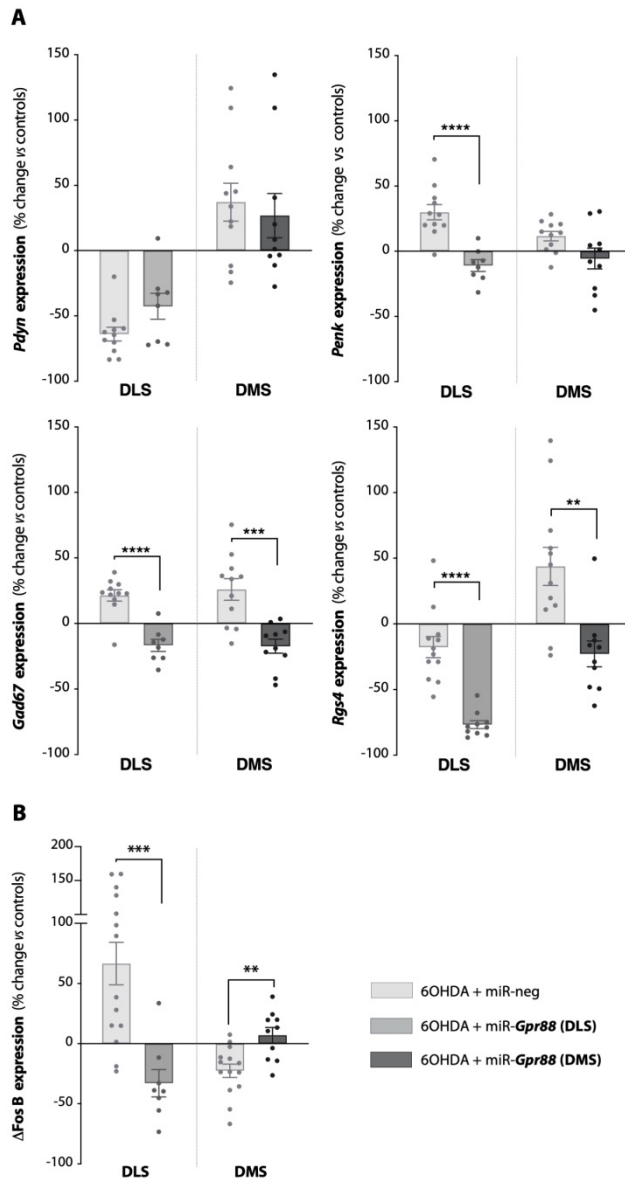 A
Pdyn expression (% change vs controls)
150
100
50
0
-50
-100
DLS
DMS
Penk expression (% change vs controls)
150
100
50
0
-50
-100
****
DLS
DMS
Gad67 expression (% change vs controls)
150
100
50
0
-50
-100
****
***
DLS
DMS
Rgs4 expression (% change vs controls)
150
100
50
0
-50
-100
****
**
DLS
DMS
B
ΔFos B expression (% change vs controls)
200
150
100
50
0
-50
-100
***
**
DLS
DMS
6OHDA + miR-neg
6OHDA + miR-Gpr88 (DLS)
6OHDA + miR-Gpr88 (DMS)